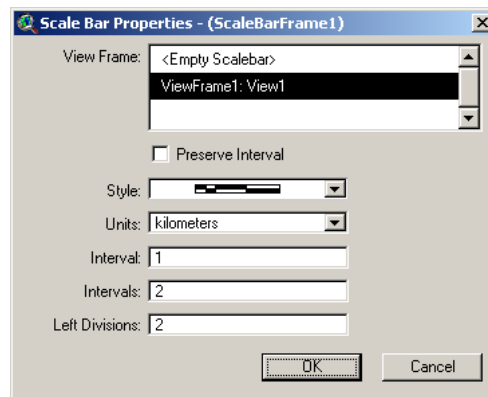 Scale Bar Properties - (ScaleBarFrame1)
View Frame: <Empty Scalebar>
ViewFrame1: View1
Preserve Interval
Style:
Units: kilometers
Interval: 1
Intervals: 2
Left Divisions: 2
OK Cancel